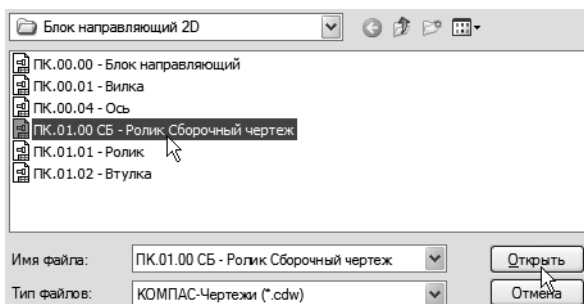 Блок направляющий 2D
ПК.00.00 - Блок направляющий
ПК.00.01 - Вилка
ПК.00.04 - Ось
ПК.01.00 СБ - Ролик Сборочный чертеж
ПК.01.01 - Ролик
ПК.01.02 - Втулка
Имя файла: ПК.01.00 СБ - Ролик Сборочный чертеж Открыть
Тип файлов: КОМПАС-Чертежи (*.cdw) Отмена